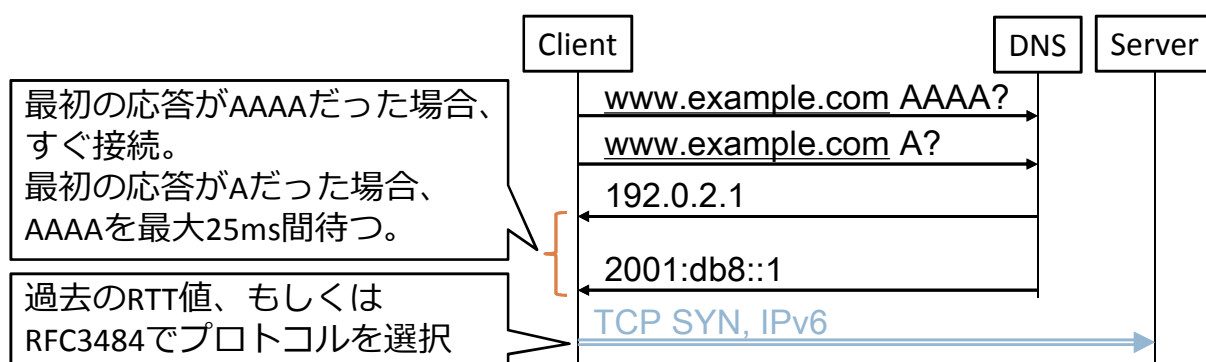 Client
DNS
Server
最初の応答がAAAAだった場合、
すぐ接続。
最初の応答がAだった場合、
AAAAを最大25ms間待つ。
www.example.com AAAA?
www.example.com A?
192.0.2.1
2001:db8::1
過去のRTT値、もしくは
RFC3484でプロトコルを選択
TCP SYN, IPv6